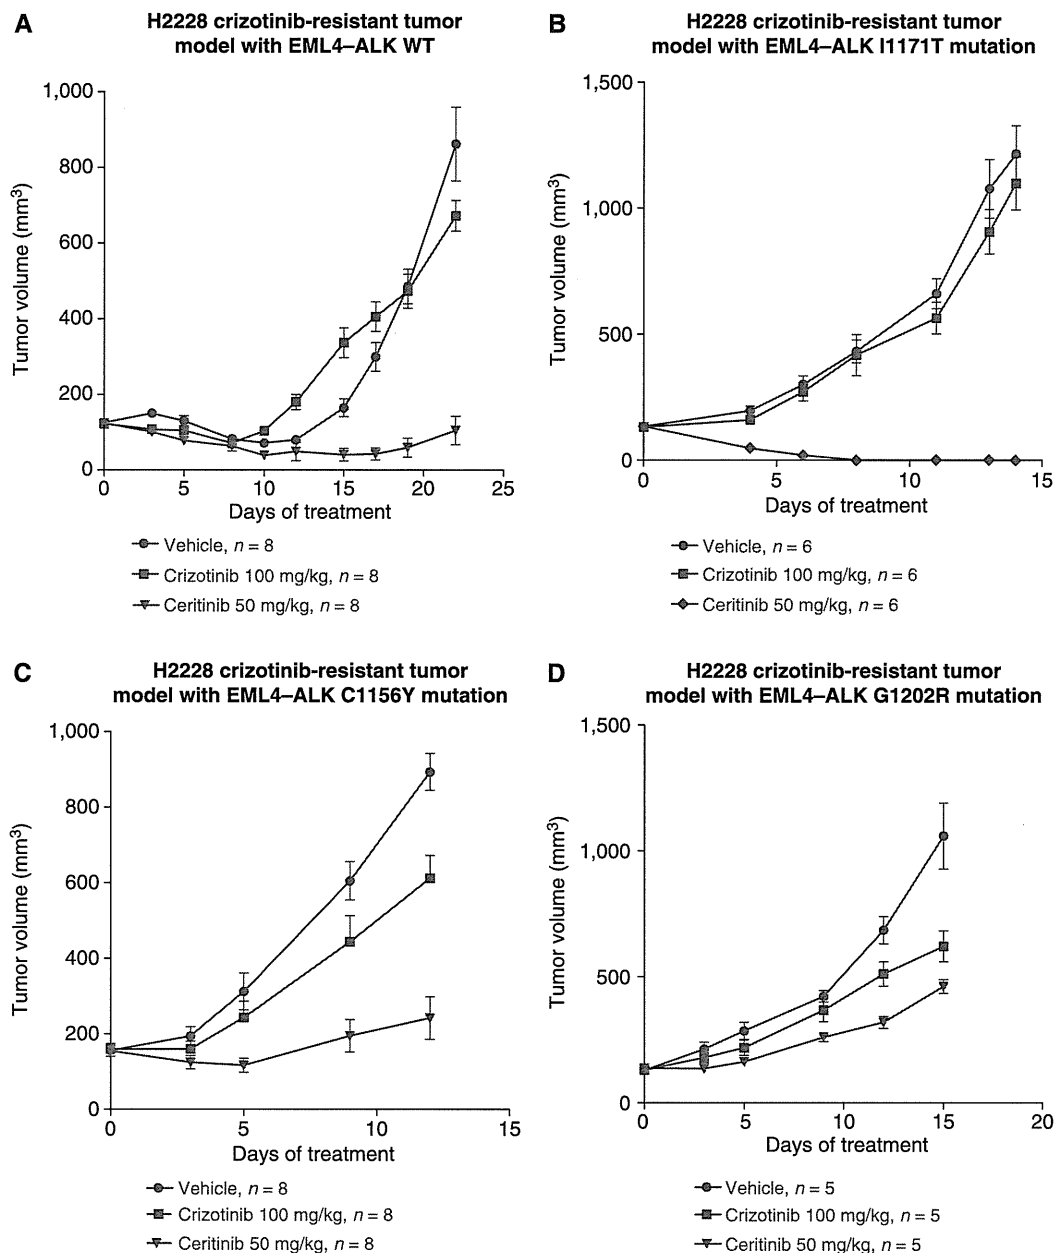 A
H2228 crizotinib-resistant tumor
model with EML4–ALK WT
1,000
800
600
400
200
0
Tumor volume (mm³)
0 5 10 15 20 25
Days of treatment
Vehicle, n = 8
Crizotinib 100 mg/kg, n = 8
Ceritinib 50 mg/kg, n = 8
B
H2228 crizotinib-resistant tumor
model with EML4–ALK I1171T mutation
1,500
1,000
500
0
Tumor volume (mm³)
0 5 10 15
Days of treatment
Vehicle, n = 6
Crizotinib 100 mg/kg, n = 6
Ceritinib 50 mg/kg, n = 6
C
H2228 crizotinib-resistant tumor
model with EML4–ALK C1156Y mutation
1,000
800
600
400
200
0
Tumor volume (mm³)
0 5 10 15
Days of treatment
Vehicle, n = 8
Crizotinib 100 mg/kg, n = 8
Ceritinib 50 mg/kg, n = 8
D
H2228 crizotinib-resistant tumor
model with EML4–ALK G1202R mutation
1,500
1,000
500
0
Tumor volume (mm³)
0 5 10 15 20
Days of treatment
Vehicle, n = 5
Crizotinib 100 mg/kg, n = 5
Ceritinib 50 mg/kg, n = 5